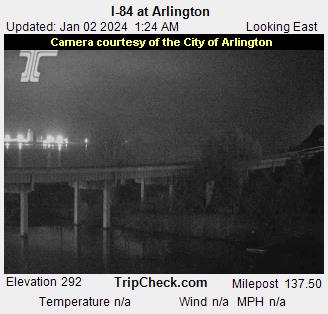 I-84 at Arlington
Updated: Jan 02 2024 1:24 AM Looking East
Camera courtesy of the City of Arlington
Elevation 292 TripCheck.com Milepost 137.50
Temperature n/a Wind n/a MPH n/a